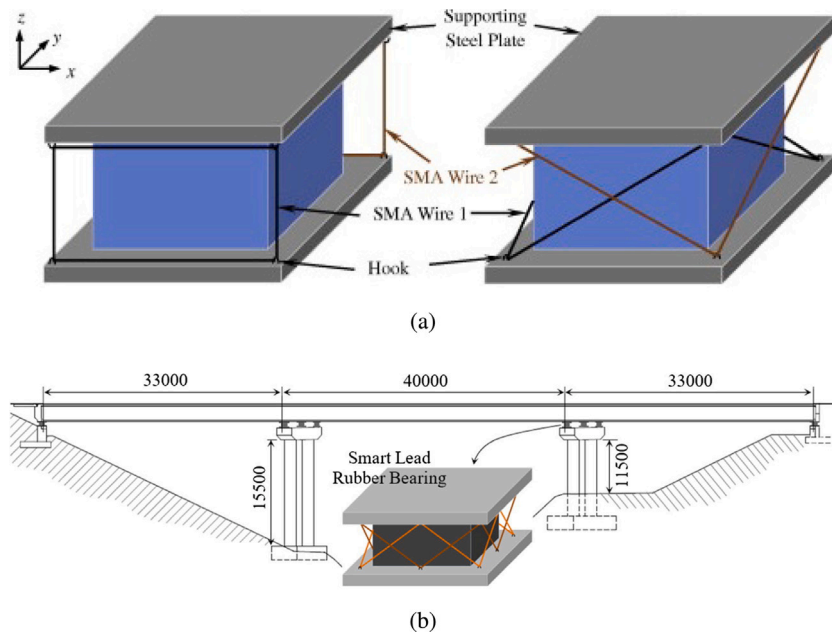 z
y
x
Supporting
Steel Plate
SMA Wire 2
SMA Wire 1
Hook
(a)
33000
40000
33000
15500
Smart Lead
Rubber Bearing
11500
(b)